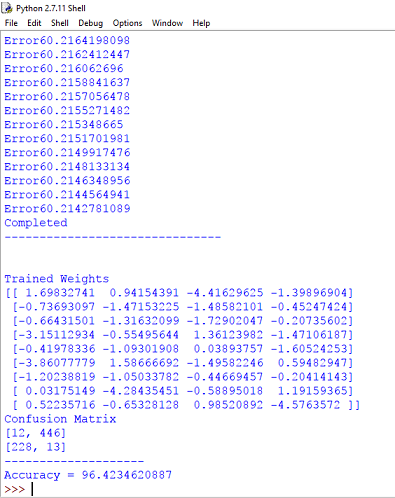 Python 2.7.11 Shell
File Edit Shell Debug Options Window Help
Error60.2164198098
Error60.2162412447
Error60.216062696
Error60.2158841637
Error60.2157056478
Error60.2155271482
Error60.215348665
Error60.2151701981
Error60.2149917476
Error60.2148133134
Error60.2146348956
Error60.2144564941
Error60.2142781089
Completed
-------------------------------
Trained Weights
[[ 1.69832741 0.94154391 -4.41629625 -1.39896904]
[-0.73693097 -1.47153225 -1.48582101 -0.45247424]
[-0.66431501 -1.31632099 -1.72902047 -0.20735602]
[-3.15112934 -0.55495644 1.36123982 -1.47106187]
[-0.41978336 -1.09301908 0.03893757 -1.60524253]
[-3.86077779 1.58666692 -1.49582246 0.59482947]
[-1.20238819 -1.05033782 -0.44669457 -0.20414143]
[ 0.03175149 -4.28435451 -0.58895018 1.19159365]
[ 0.52235716 -0.65328128 0.98520892 -4.5763572 ]]
Confusion Matrix
[12, 446]
[228, 13]
--------------------
Accuracy = 96.4234620887
>>>